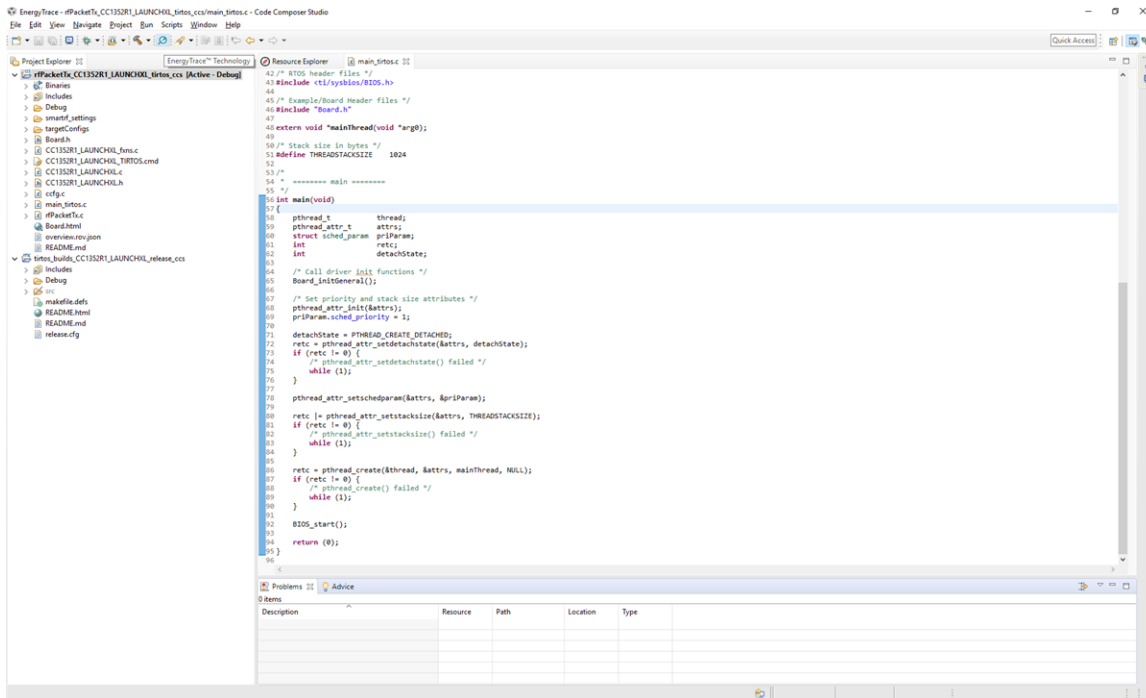 EnergyTrace - rfPacketTx_CC1352R1_LAUNCHXL_tirtos_ccs/main_tirtos.c - Code Composer Studio
File Edit View Navigate Project Run Scripts Window Help
Quick Access
Project Explorer
EnergyTrace™ Technology
Resource Explorer
main_tirtos.c
rfPacketTx_CC1352R1_LAUNCHXL_tirtos_ccs [Active - Debug]
Binaries
Includes
Debug
smartrf_settings
targetConfigs
Board.h
CC1352R1_LAUNCHXL_fxns.c
CC1352R1_LAUNCHXL_TIRTOS.cmd
CC1352R1_LAUNCHXL.c
CC1352R1_LAUNCHXL.h
ccfg.c
main_tirtos.c
rfPacketTx.c
Board.html
overview.rov.json
README.md
tirtos_builds_CC1352R1_LAUNCHXL_release_ccs
Includes
Debug
src
makefile.defs
README.html
README.md
release.cfg
42 /* RTOS header files */
43 #include <ti/sysbios/BIOS.h>
44
45 /* Example/Board Header files */
46 #include "Board.h"
47
48 extern void *mainThread(void *arg0);
49
50 /* Stack size in bytes */
51 #define THREADSTACKSIZE    1024
52
53 /*
54  *  ======== main ========
55  */
56 int main(void)
57 {
58     pthread_t           thread;
59     pthread_attr_t      attrs;
60     struct sched_param  priParam;
61     int                 retc;
62     int                 detachState;
63
64     /* Call driver init functions */
65     Board_initGeneral();
66
67     /* Set priority and stack size attributes */
68     pthread_attr_init(&attrs);
69     priParam.sched_priority = 1;
70
71     detachState = PTHREAD_CREATE_DETACHED;
72     retc = pthread_attr_setdetachstate(&attrs, detachState);
73     if (retc != 0) {
74         /* pthread_attr_setdetachstate() failed */
75         while (1);
76     }
77
78     pthread_attr_setschedparam(&attrs, &priParam);
79
80     retc |= pthread_attr_setstacksize(&attrs, THREADSTACKSIZE);
81     if (retc != 0) {
82         /* pthread_attr_setstacksize() failed */
83         while (1);
84     }
85
86     retc = pthread_create(&thread, &attrs, mainThread, NULL);
87     if (retc != 0) {
88         /* pthread_create() failed */
89         while (1);
90     }
91
92     BIOS_start();
93
94     return (0);
95 }
96
Problems
Advice
0 items
Description Resource Path Location Type